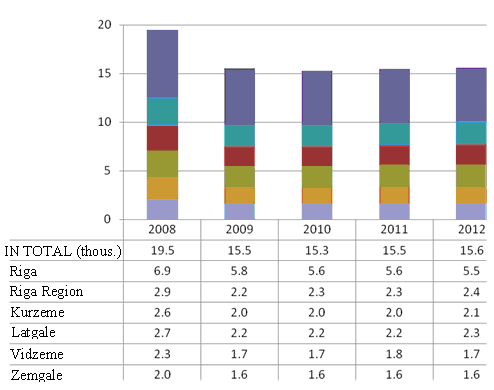 20
15
10
5
0
2008 2009 2010 2011 2012
IN TOTAL (thous.) 19.5 15.5 15.3 15.5 15.6
Riga 6.9 5.8 5.6 5.6 5.5
Riga Region 2.9 2.2 2.3 2.3 2.4
Kurzeme 2.6 2.0 2.0 2.0 2.1
Latgale 2.7 2.2 2.2 2.2 2.3
Vidzeme 2.3 1.7 1.7 1.8 1.7
Zemgale 2.0 1.6 1.6 1.6 1.6